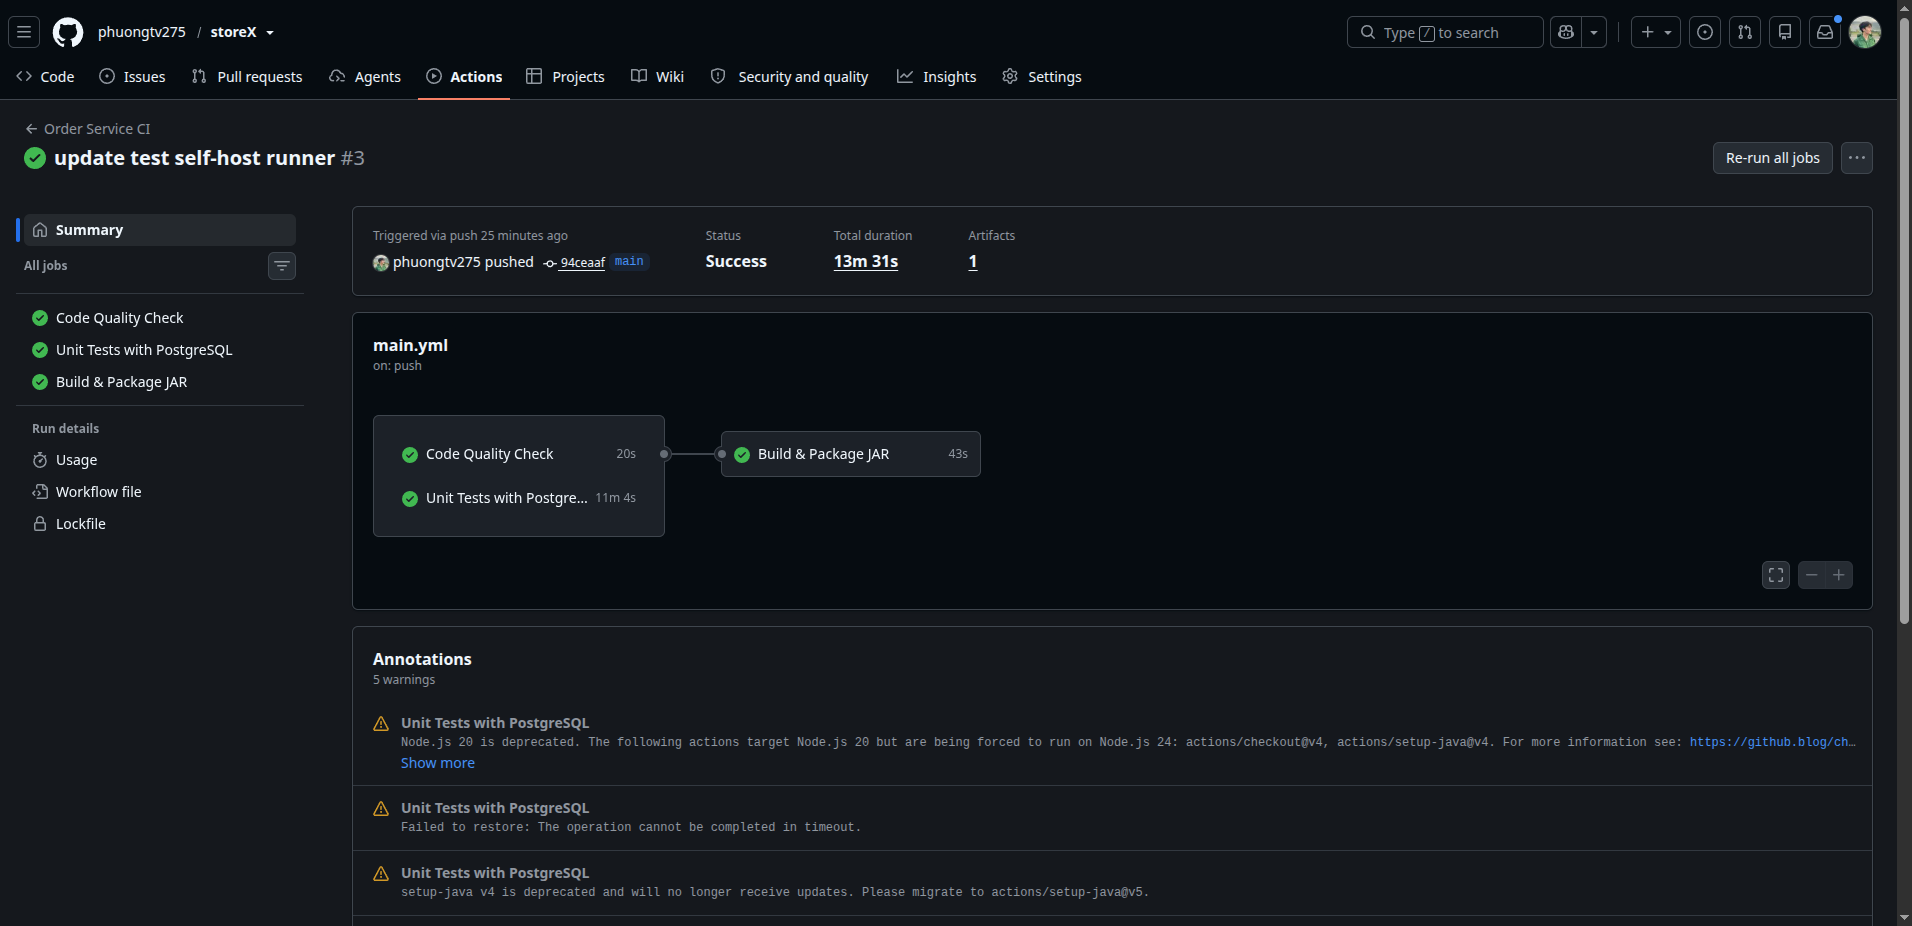 phuongtv275 / storeX
Type / to search
Code
Issues
Pull requests
Agents
Actions
Projects
Wiki
Security and quality
Insights
Settings
Order Service CI
update test self-host runner #3
Re-run all jobs
Summary
All jobs
Code Quality Check
Unit Tests with PostgreSQL
Build & Package JAR
Run details
Usage
Workflow file
Lockfile
Triggered via push 25 minutes ago
phuongtv275 pushed 94ceaaf main
Status
Success
Total duration
13m 31s
Artifacts
1
main.yml
on: push
Code Quality Check 20s
Unit Tests with Postgre... 11m 4s
Build & Package JAR 43s
Annotations
5 warnings
Unit Tests with PostgreSQL
Node.js 20 is deprecated. The following actions target Node.js 20 but are being forced to run on Node.js 24: actions/checkout@v4, actions/setup-java@v4. For more information see: https://github.blog/ch…
Show more
Unit Tests with PostgreSQL
Failed to restore: The operation cannot be completed in timeout.
Unit Tests with PostgreSQL
setup-java v4 is deprecated and will no longer receive updates. Please migrate to actions/setup-java@v5.